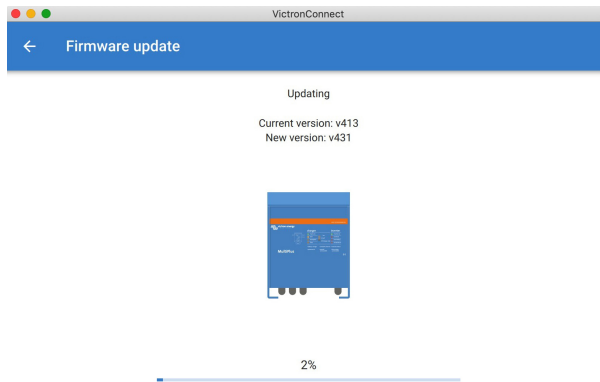 VictronConnect
Firmware update
Updating
Current version: v413
New version: v431
MultiPlus
2%